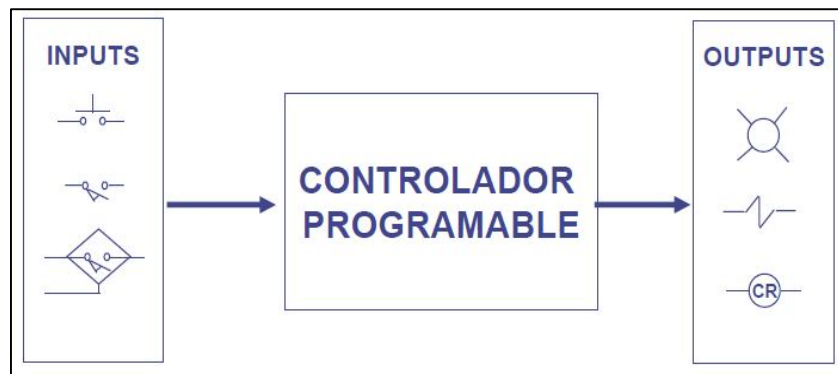 INPUTS
CONTROLADOR
PROGRAMABLE
OUTPUTS
CR